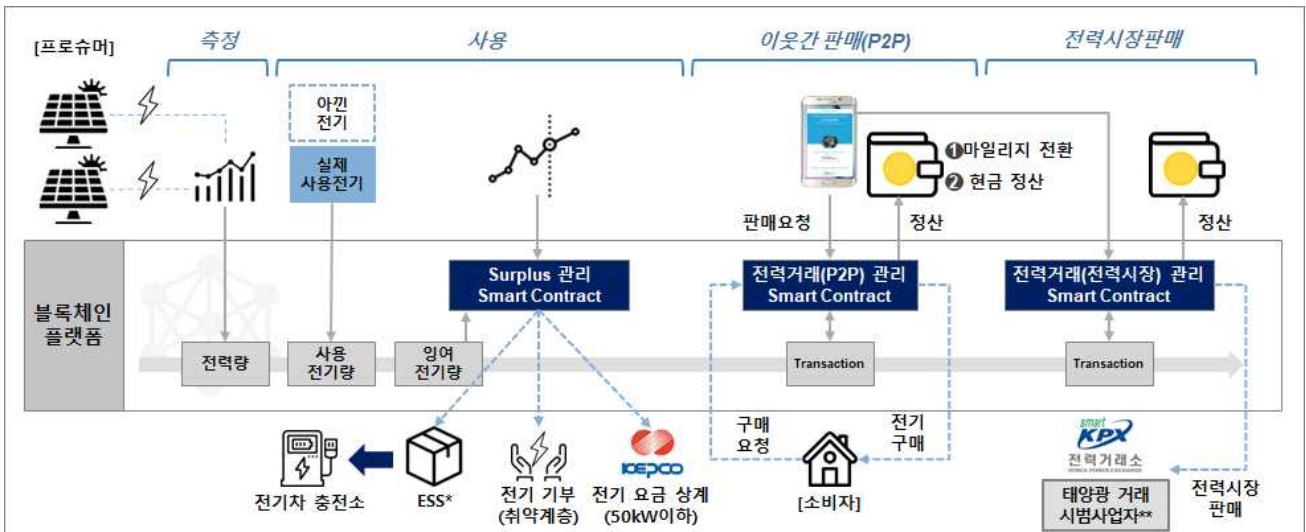 [프로슈머]
측정
사용
이웃간 판매(P2P)
전력시장판매
아낀
전기
실제
사용전기
❶마일리지 전환
❷ 현금 정산
판매요청
정산
정산
블록체인
플랫폼
Surplus 관리
Smart Contract
전력거래(P2P) 관리
Smart Contract
전력거래(전력시장) 관리
Smart Contract
전력량
사용
전기량
잉여
전기량
Transaction
Transaction
구매
요청
전기
구매
전기차 충전소
ESS*
전기 기부
(취약계층)
KEPCO
전기 요금 상계
(50kW이하)
[소비자]
smart
KPX
전력거래소
KOREA POWER EXCHANGE
태양광 거래
시범사업자**
전력시장
판매